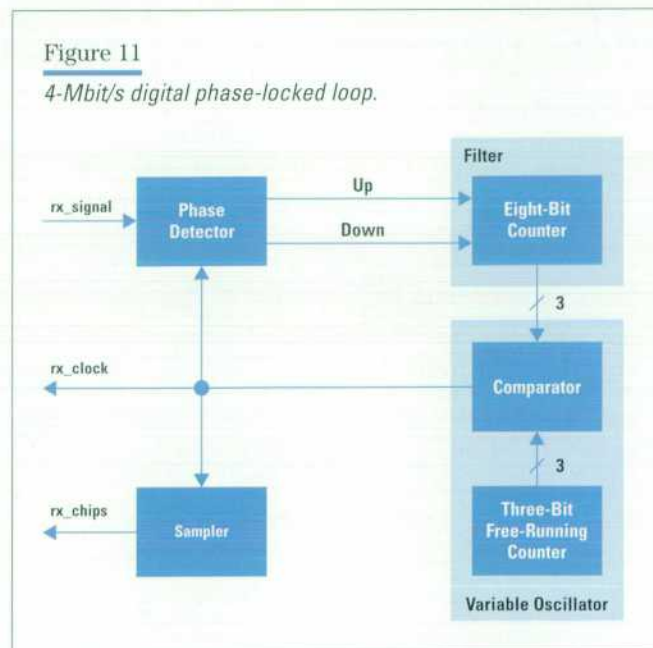 Figure 11
4-Mbit/s digital phase-locked loop.
Filter
rx_signal
Phase
Detector
Up
Down
Eight-Bit
Counter
3
rx_clock
Comparator
3
rx_chips
Sampler
Three-Bit
Free-Running
Counter
Variable Oscillator